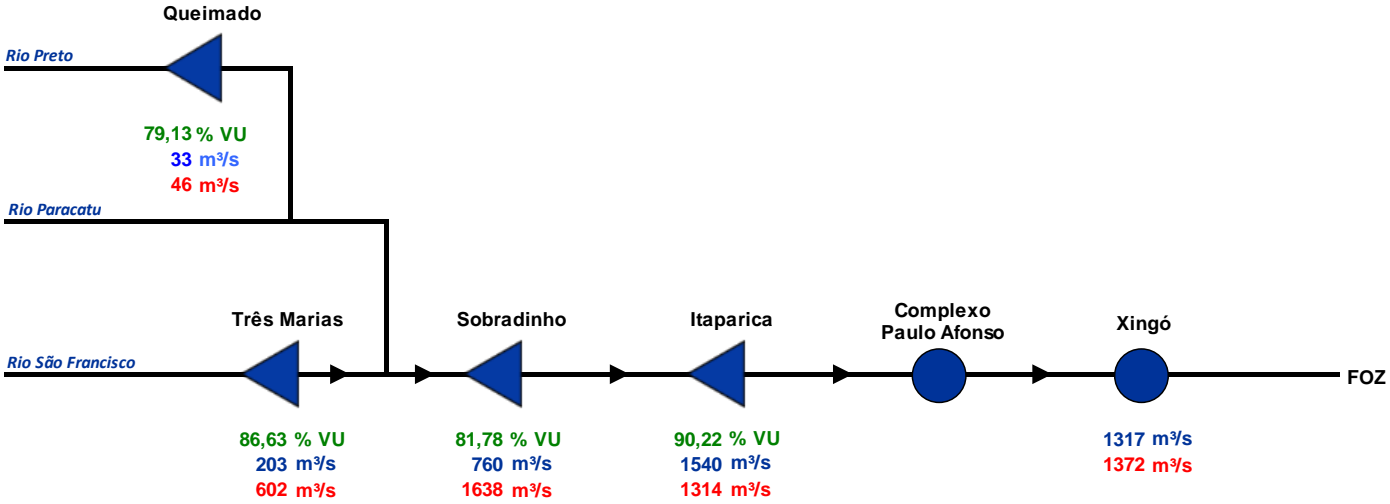 Queimado
Rio Preto
79,13 % VU
33 m³/s
46 m³/s
Rio Paracatu
Três Marias
Sobradinho
Itaparica
Complexo
Paulo Afonso
Xingó
Rio São Francisco
FOZ
86,63 % VU
203 m³/s
602 m³/s
81,78 % VU
760 m³/s
1638 m³/s
90,22 % VU
1540 m³/s
1314 m³/s
1317 m³/s
1372 m³/s